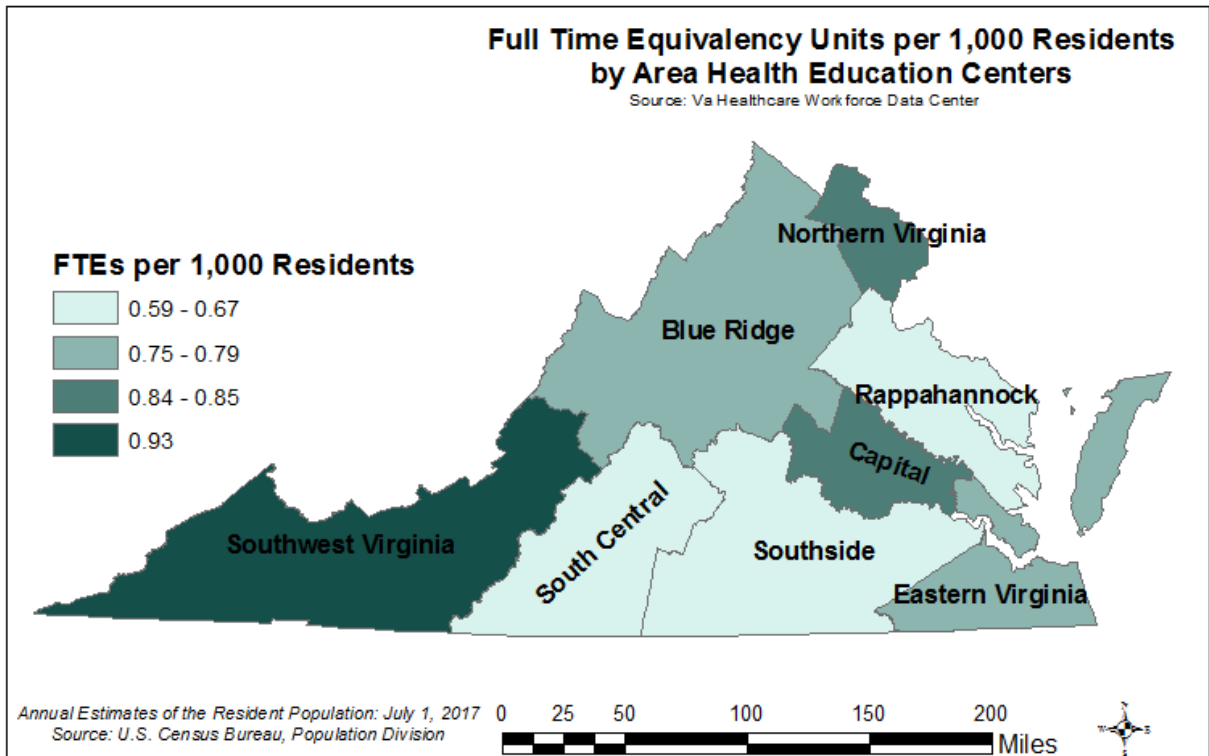 Full Time Equivalency Units per 1,000 Residents
by Area Health Education Centers
Source: Va Healthcare Workforce Data Center
Northern Virginia
FTEs per 1,000 Residents
0.59 - 0.67
0.75 - 0.79
0.84 - 0.85
0.93
Blue Ridge
Rappahannock
Capital
Southwest Virginia
South Central
Southside
Eastern Virginia
Annual Estimates of the Resident Population: July 1, 2017
Source: U.S. Census Bureau, Population Division
0 25 50 100 150 200
Miles
N
W E
S